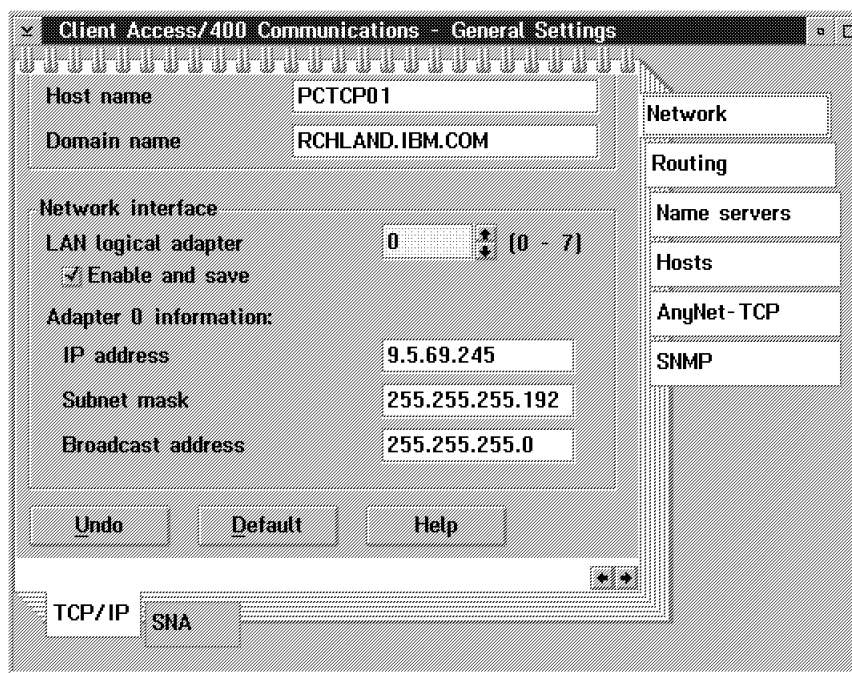 Client Access/400 Communications - General Settings
Host name PCTCP01
Domain name RCHLAND.IBM.COM
Network interface
LAN logical adapter 0 (0 - 7)
Enable and save
Adapter 0 information:
IP address 9.5.69.245
Subnet mask 255.255.255.192
Broadcast address 255.255.255.0
Undo Default Help
TCP/IP SNA
Network
Routing
Name servers
Hosts
AnyNet-TCP
SNMP